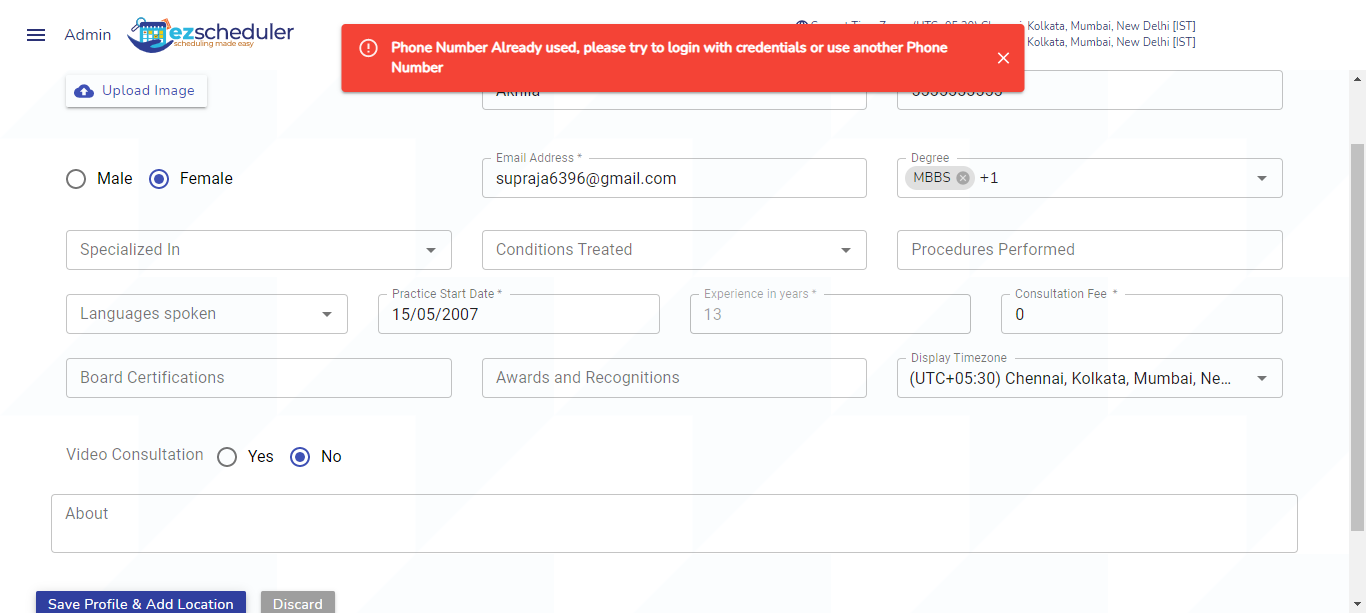 Admin
ezscheduler
scheduling made easy
Kolkata, Mumbai, New Delhi [IST]
Kolkata, Mumbai, New Delhi [IST]
Phone Number Already used, please try to login with credentials or use another Phone
Number
Upload Image
Akhila
Male
Female
Email Address *
supraja6396@gmail.com
Degree
MBBS +1
Specialized In
Conditions Treated
Procedures Performed
Languages spoken
Practice Start Date *
15/05/2007
Experience in years *
13
Consultation Fee *
0
Board Certifications
Awards and Recognitions
Display Timezone
(UTC+05:30) Chennai, Kolkata, Mumbai, Ne...
Video Consultation
Yes
No
About
Save Profile & Add Location
Discard